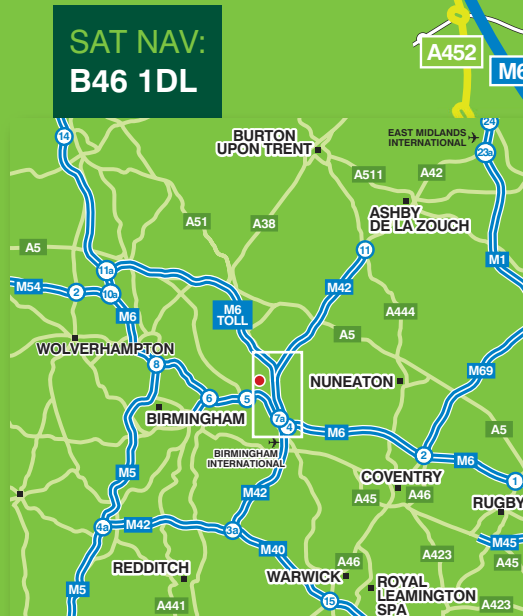 SAT NAV:
B46 1DL
A452
M6
24
14
BURTON
UPON TRENT
EAST MIDLANDS
INTERNATIONAL
23a
A511
A42
A51
A38
ASHBY
DE LA ZOUCH
A5
11
M1
11a
M54
2
10a
M42
M6
M6
TOLL
A444
A5
WOLVERHAMPTON
8
M69
NUNEATON
6
5
BIRMINGHAM
7a
4
M6
A5
BIRMINGHAM
INTERNATIONAL
2
M6
M5
COVENTRY
1
M42
A45
A46
RUGBY
4a
M42
3a
M45
M40
A46
A423
A45
REDDITCH
WARWICK
M5
ROYAL
LEAMINGTON
SPA
A441
15
A423